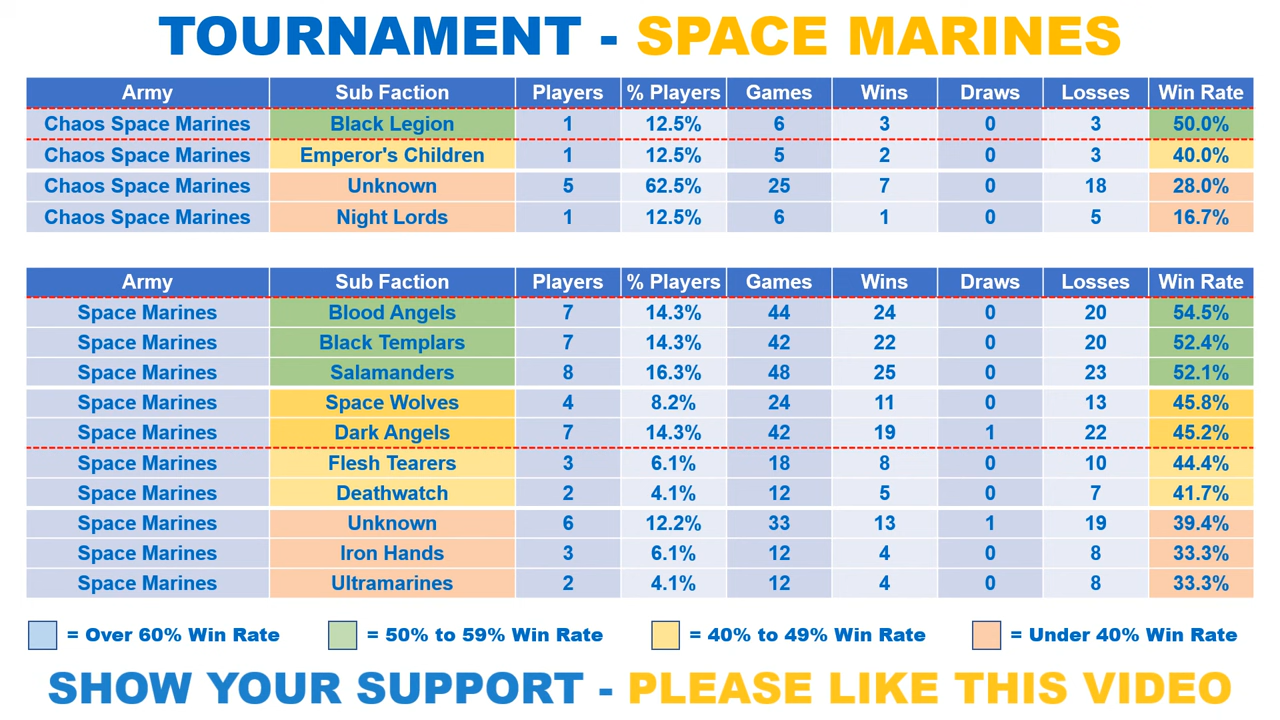 TOURNAMENT - SPACE MARINES
Army Sub Faction Players % Players Games Wins Draws Losses Win Rate
Chaos Space Marines Black Legion 1 12.5% 6 3 0 3 50.0%
Chaos Space Marines Emperor's Children 1 12.5% 5 2 0 3 40.0%
Chaos Space Marines Unknown 5 62.5% 25 7 0 18 28.0%
Chaos Space Marines Night Lords 1 12.5% 6 1 0 5 16.7%
Army Sub Faction Players % Players Games Wins Draws Losses Win Rate
Space Marines Blood Angels 7 14.3% 44 24 0 20 54.5%
Space Marines Black Templars 7 14.3% 42 22 0 20 52.4%
Space Marines Salamanders 8 16.3% 48 25 0 23 52.1%
Space Marines Space Wolves 4 8.2% 24 11 0 13 45.8%
Space Marines Dark Angels 7 14.3% 42 19 1 22 45.2%
Space Marines Flesh Tearers 3 6.1% 18 8 0 10 44.4%
Space Marines Deathwatch 2 4.1% 12 5 0 7 41.7%
Space Marines Unknown 6 12.2% 33 13 1 19 39.4%
Space Marines Iron Hands 3 6.1% 12 4 0 8 33.3%
Space Marines Ultramarines 2 4.1% 12 4 0 8 33.3%
= Over 60% Win Rate = 50% to 59% Win Rate = 40% to 49% Win Rate = Under 40% Win Rate
SHOW YOUR SUPPORT - PLEASE LIKE THIS VIDEO